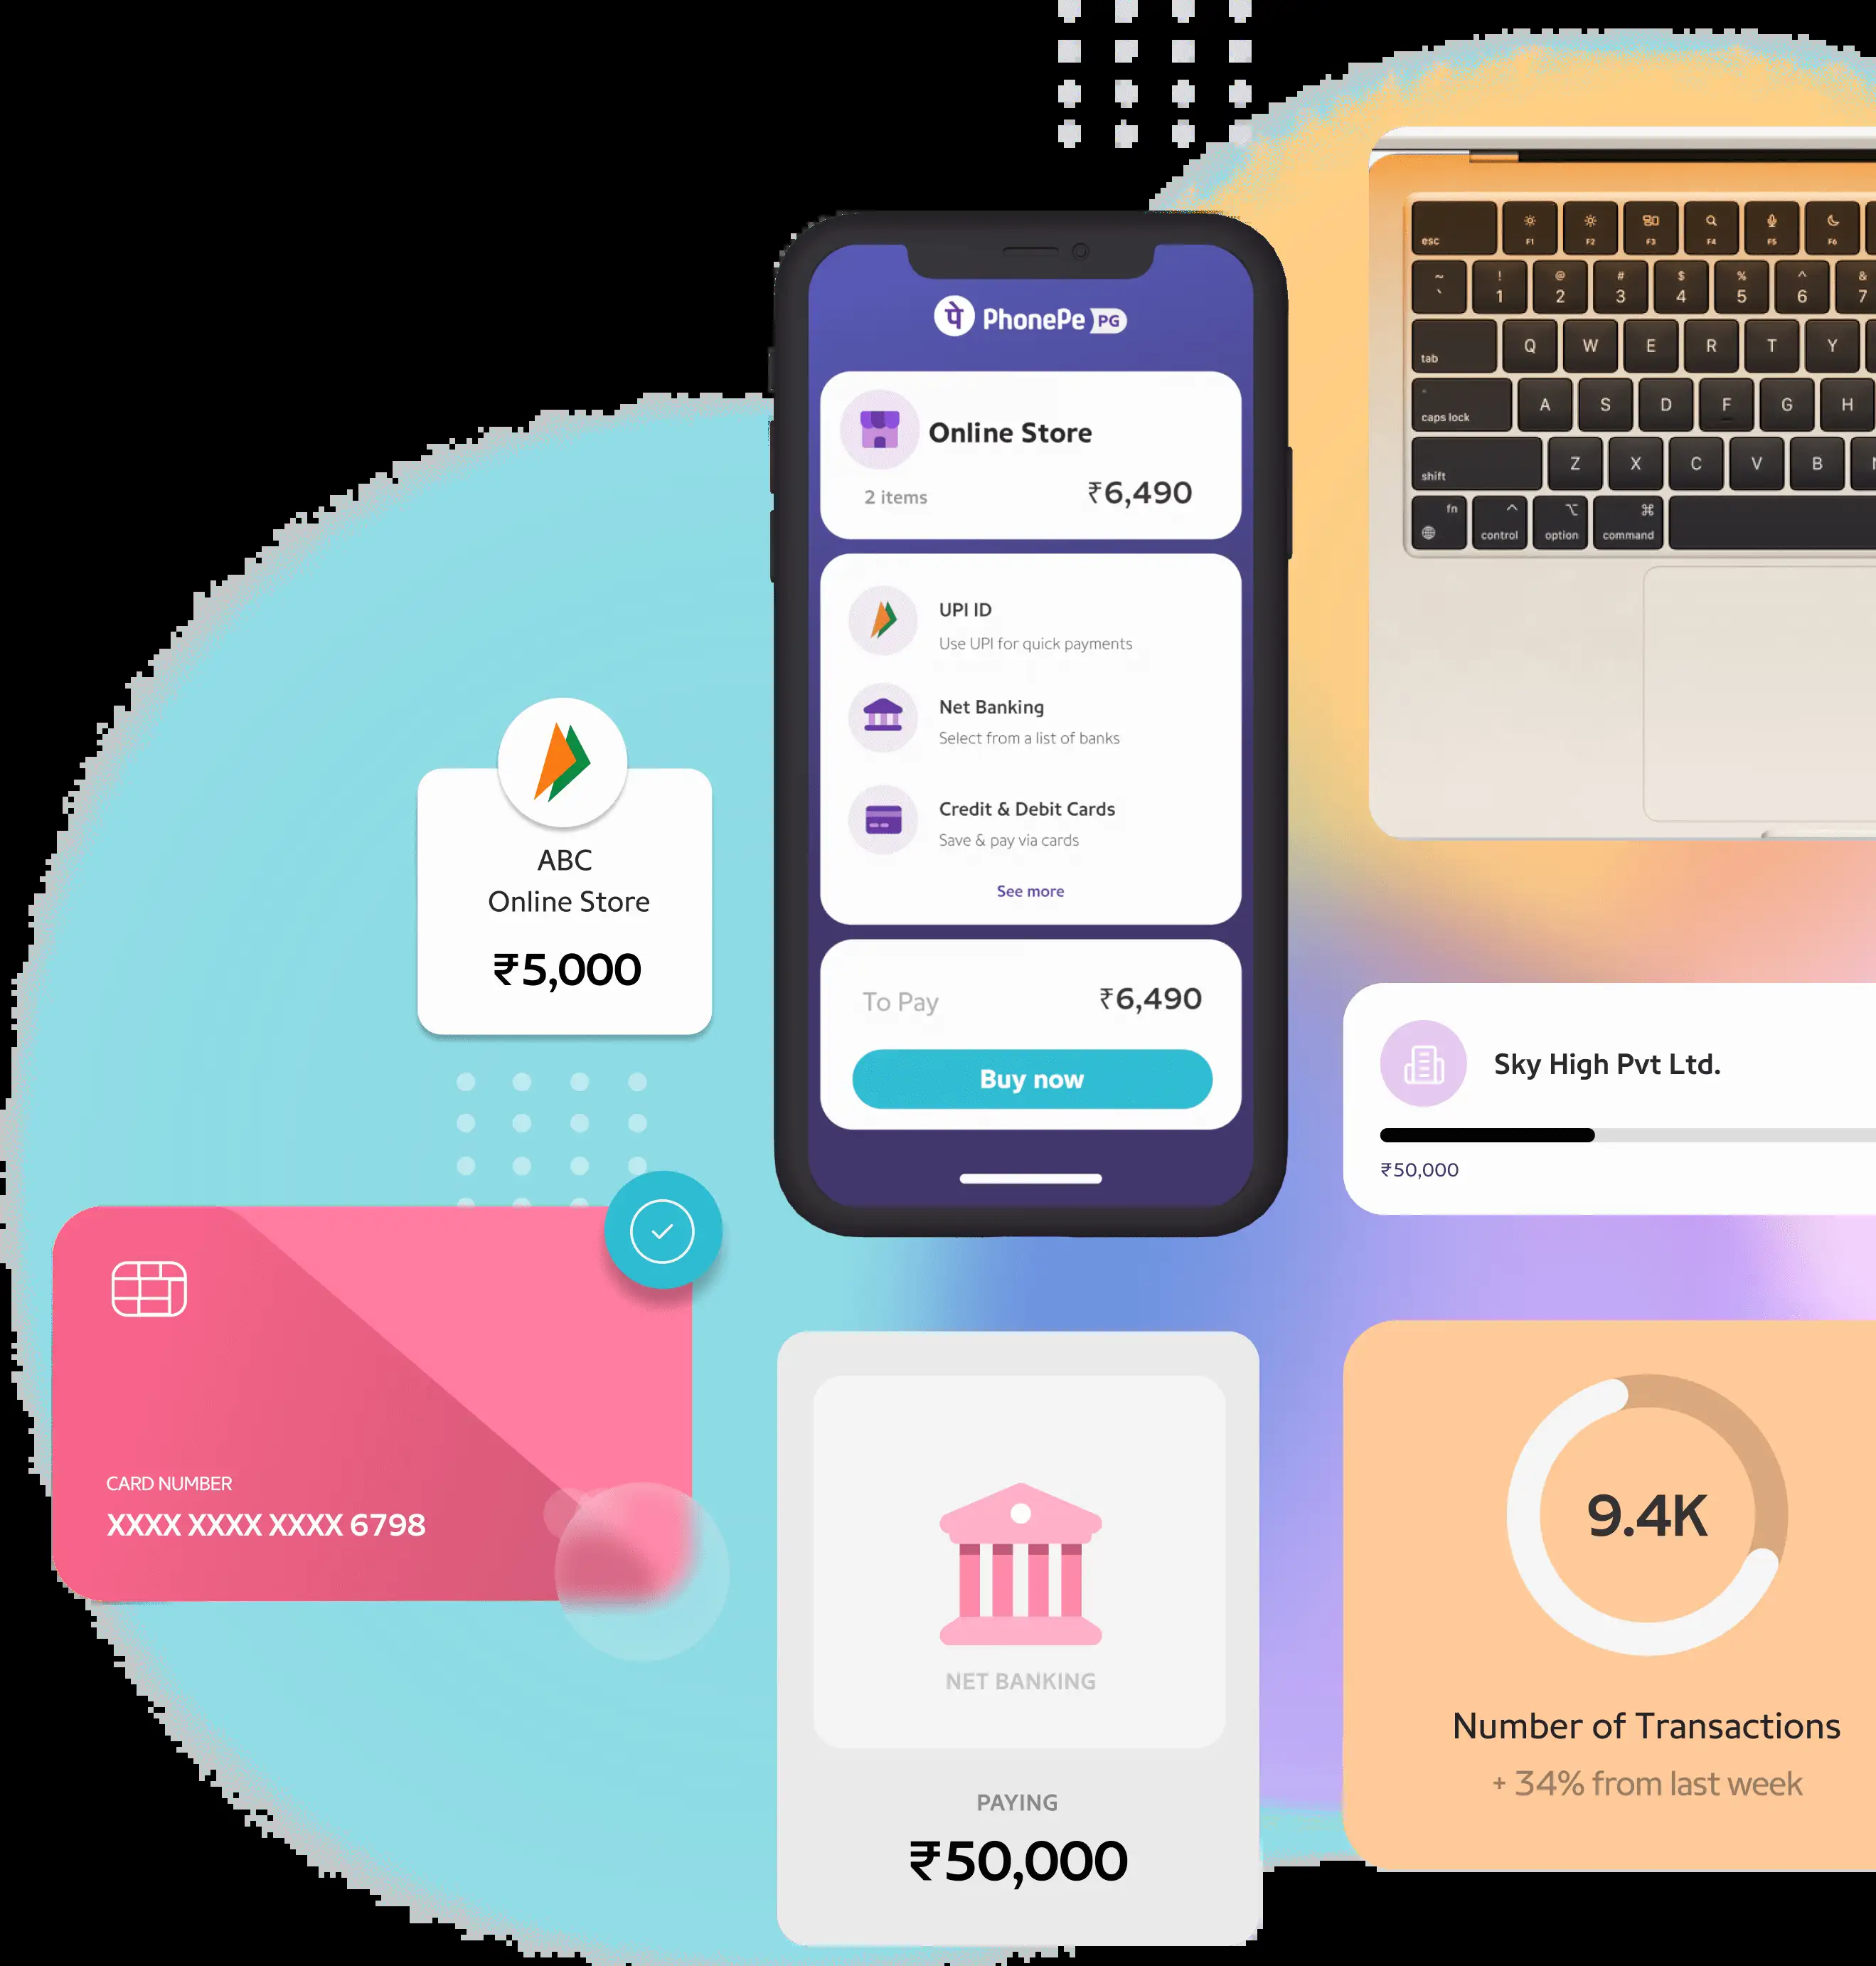 पे PhonePe PG
Online Store
2 items
₹6,490
UPI ID
Use UPI for quick payments
Net Banking
Select from a list of banks
Credit & Debit Cards
Save & pay via cards
See more
To Pay
₹6,490
Buy now
ABC
Online Store
₹5,000
CARD NUMBER
XXXX XXXX XXXX 6798
NET BANKING
PAYING
₹50,000
esc F1 F2 F3 F4 F5 F6
~ ! @ # $ % ^ &
` 1 2 3 4 5 6 7
tab Q W E R T Y
caps lock A S D F G H
shift Z X C V B
fn ^ ⌥ ⌘
control option command
Sky High Pvt Ltd.
₹50,000
9.4K
Number of Transactions
+ 34% from last week